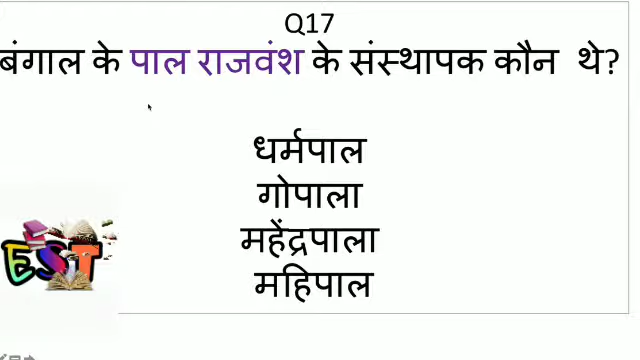 Q17
बंगाल के पाल राजवंश के संस्थापक कौन थे?
धर्मपाल
गोपाला
महेंद्रपाला
महिपाल
EST